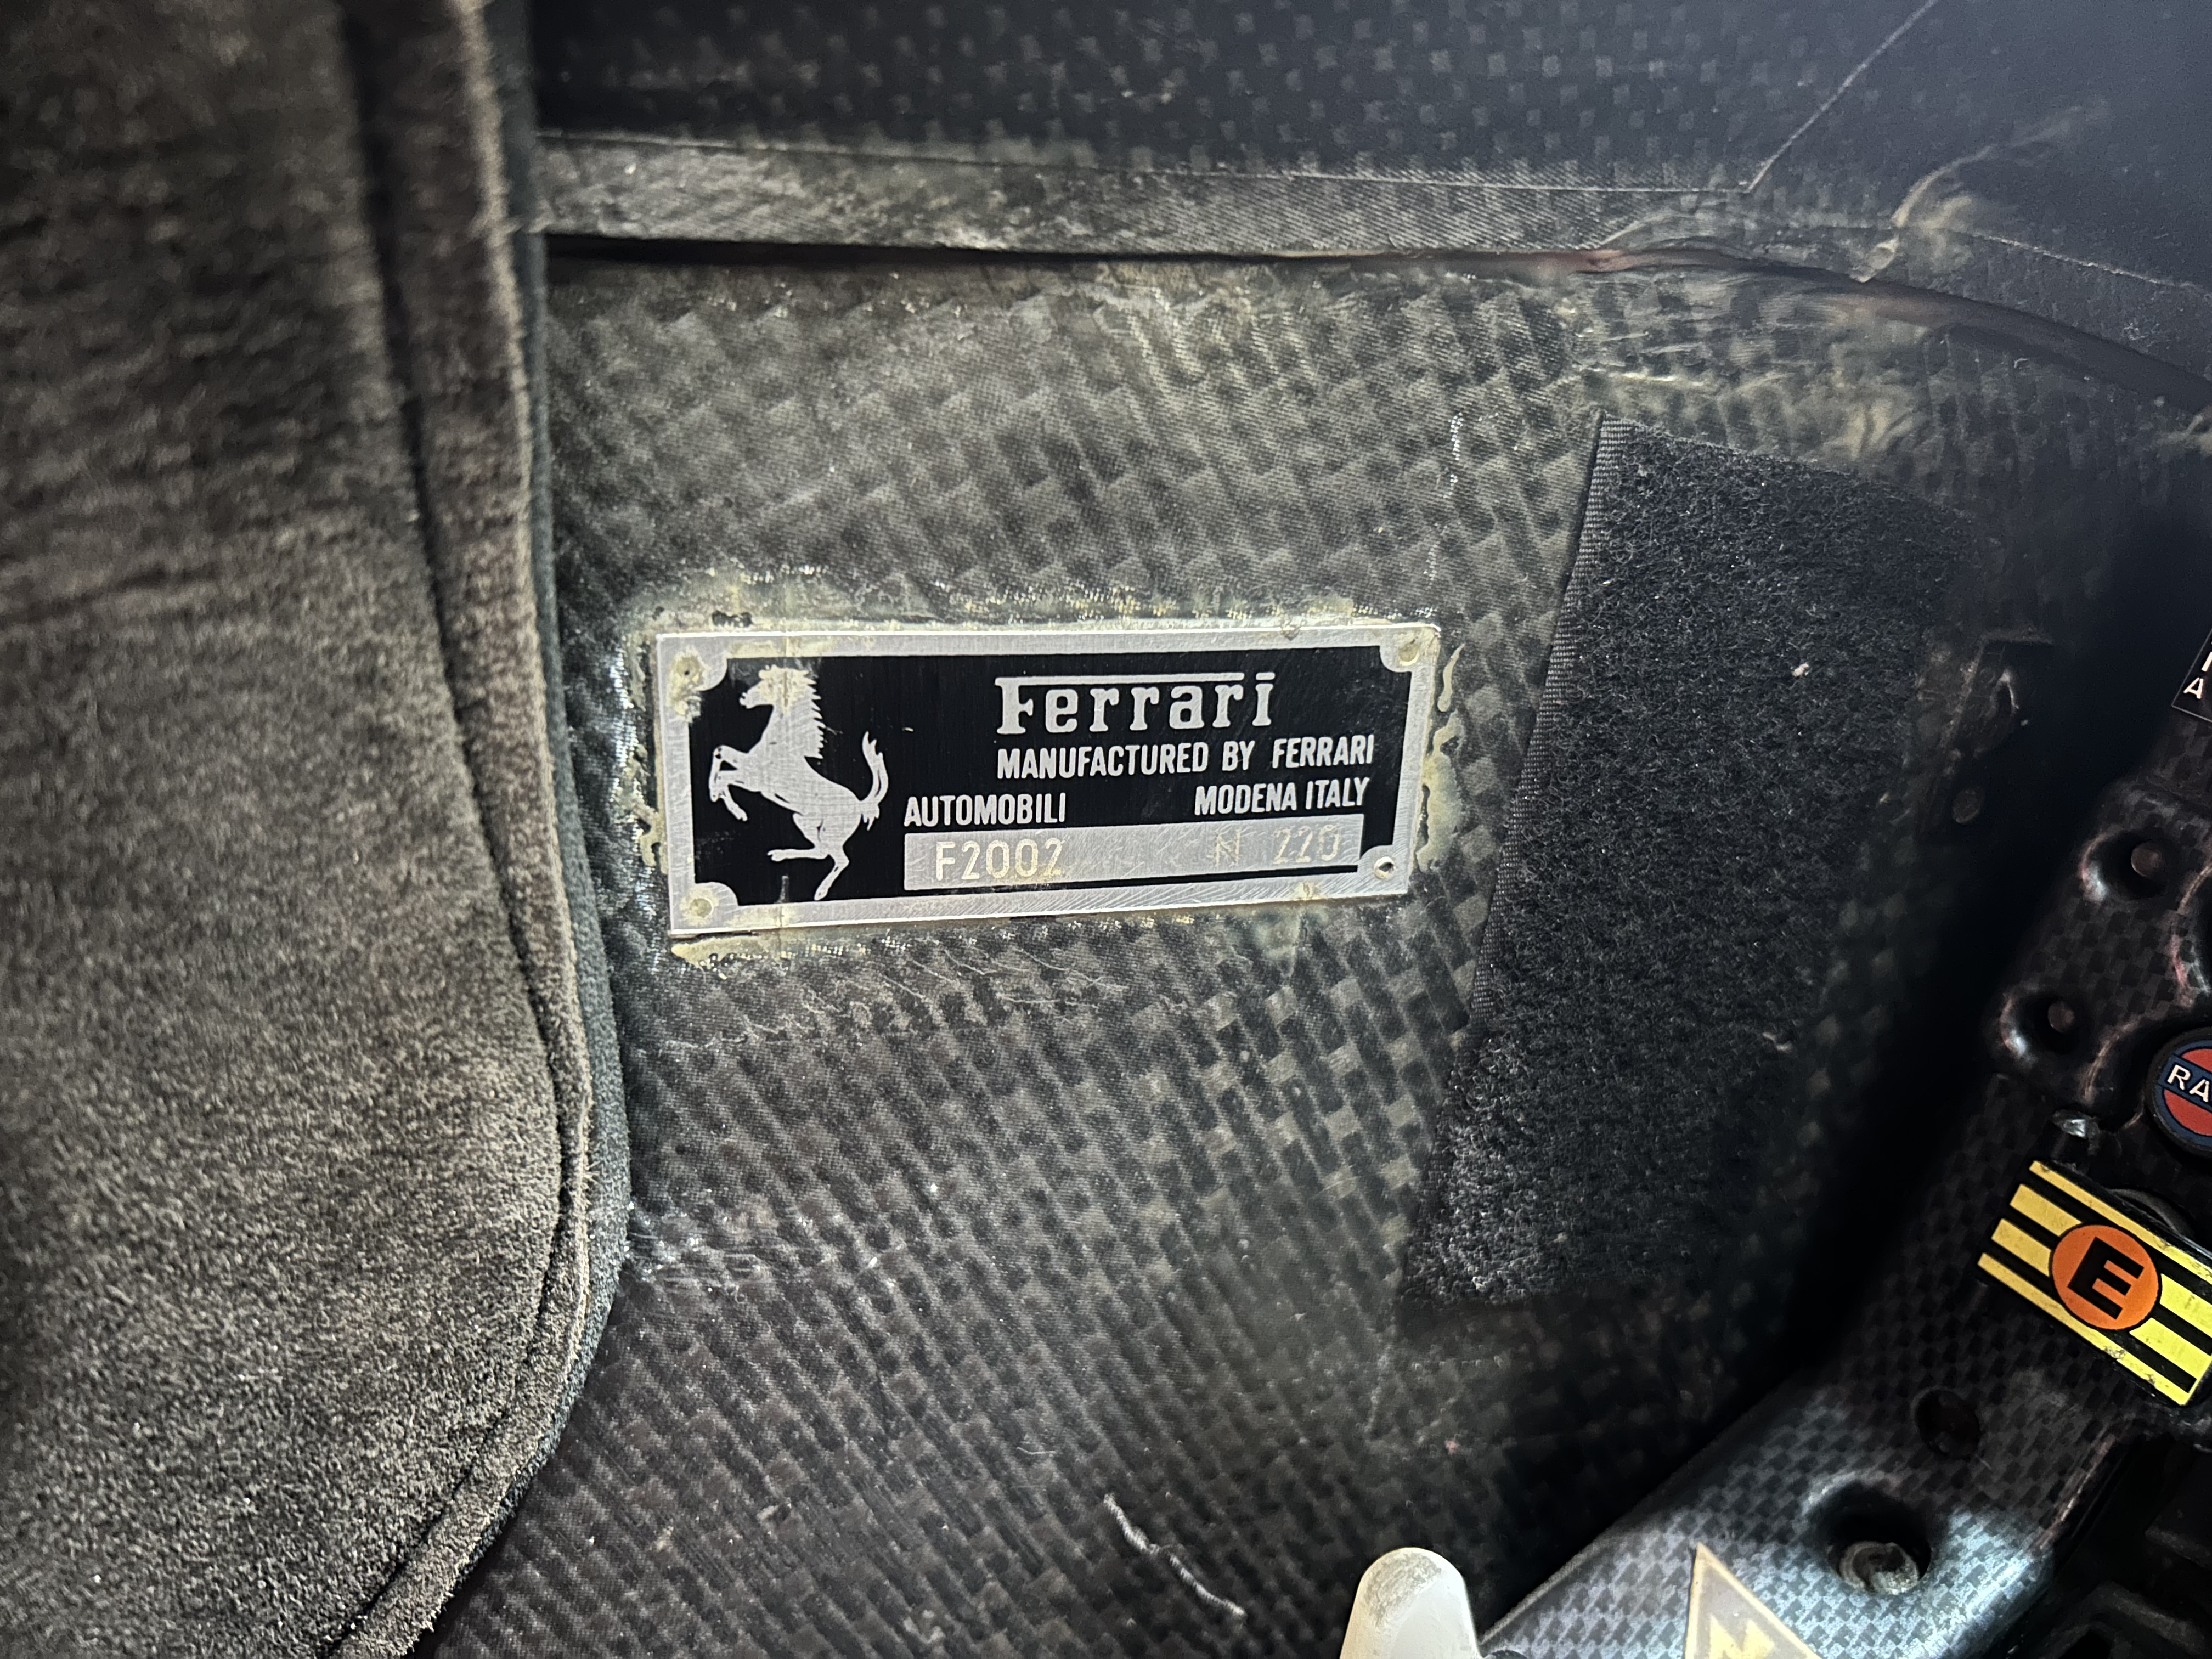 Ferrari
MANUFACTURED BY FERRARI
AUTOMOBILI MODENA ITALY
F2002 N 220
E